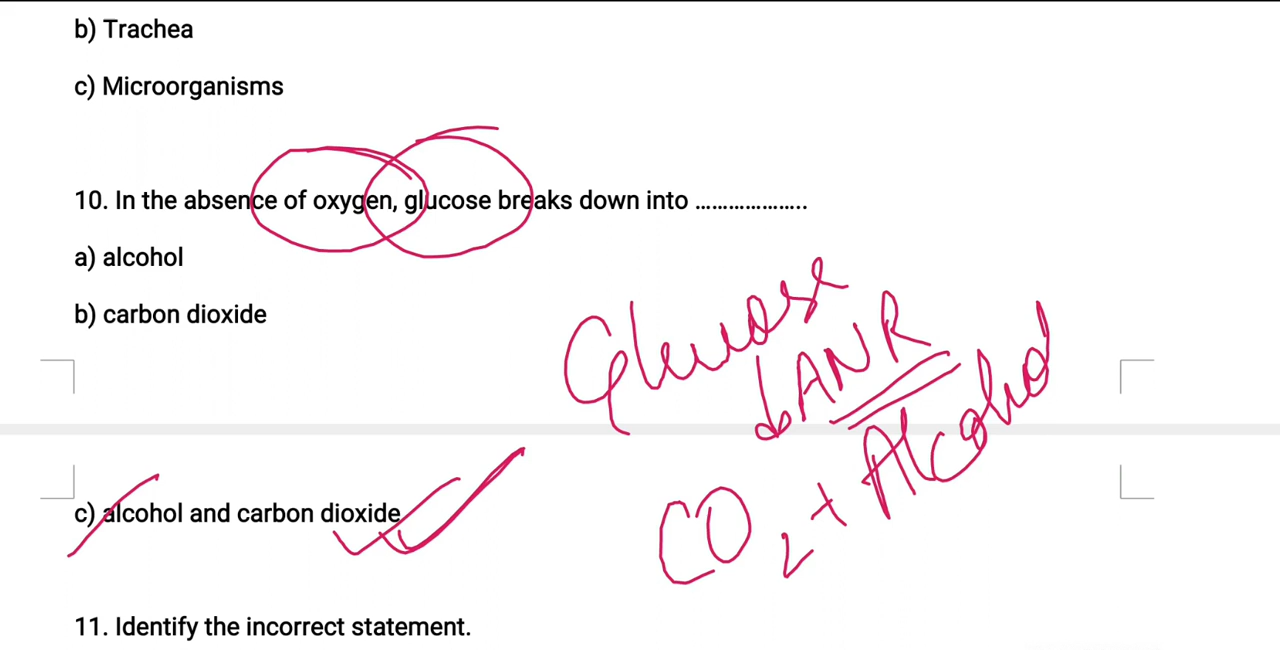 b) Trachea
c) Microorganisms
10. In the absence of oxygen, glucose breaks down into ...................
a) alcohol
b) carbon dioxide
Glucose
ANR
CO2 + Alcohol
c) alcohol and carbon dioxide
11. Identify the incorrect statement.